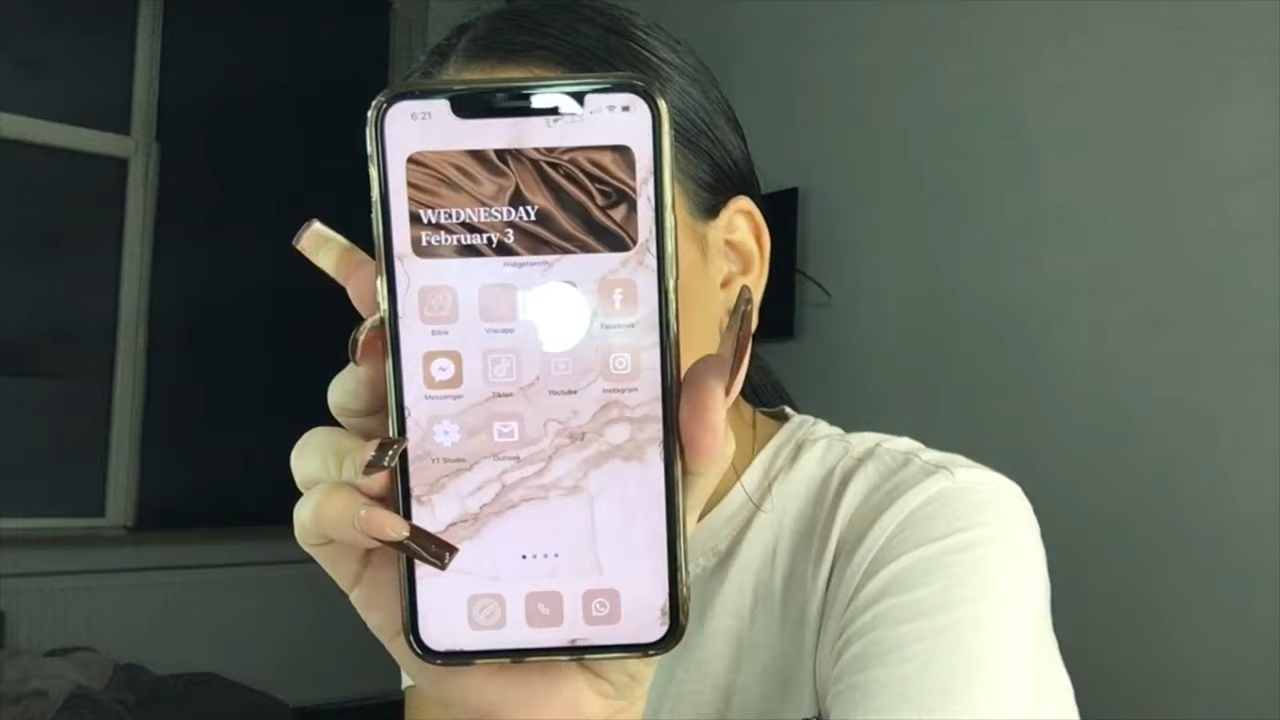 6:21
WEDNESDAY
February 3
Widgetsmith
Bible
Facebook
Messenger
Tiktok
Youtube
Instagram
YT Studio
Outlook